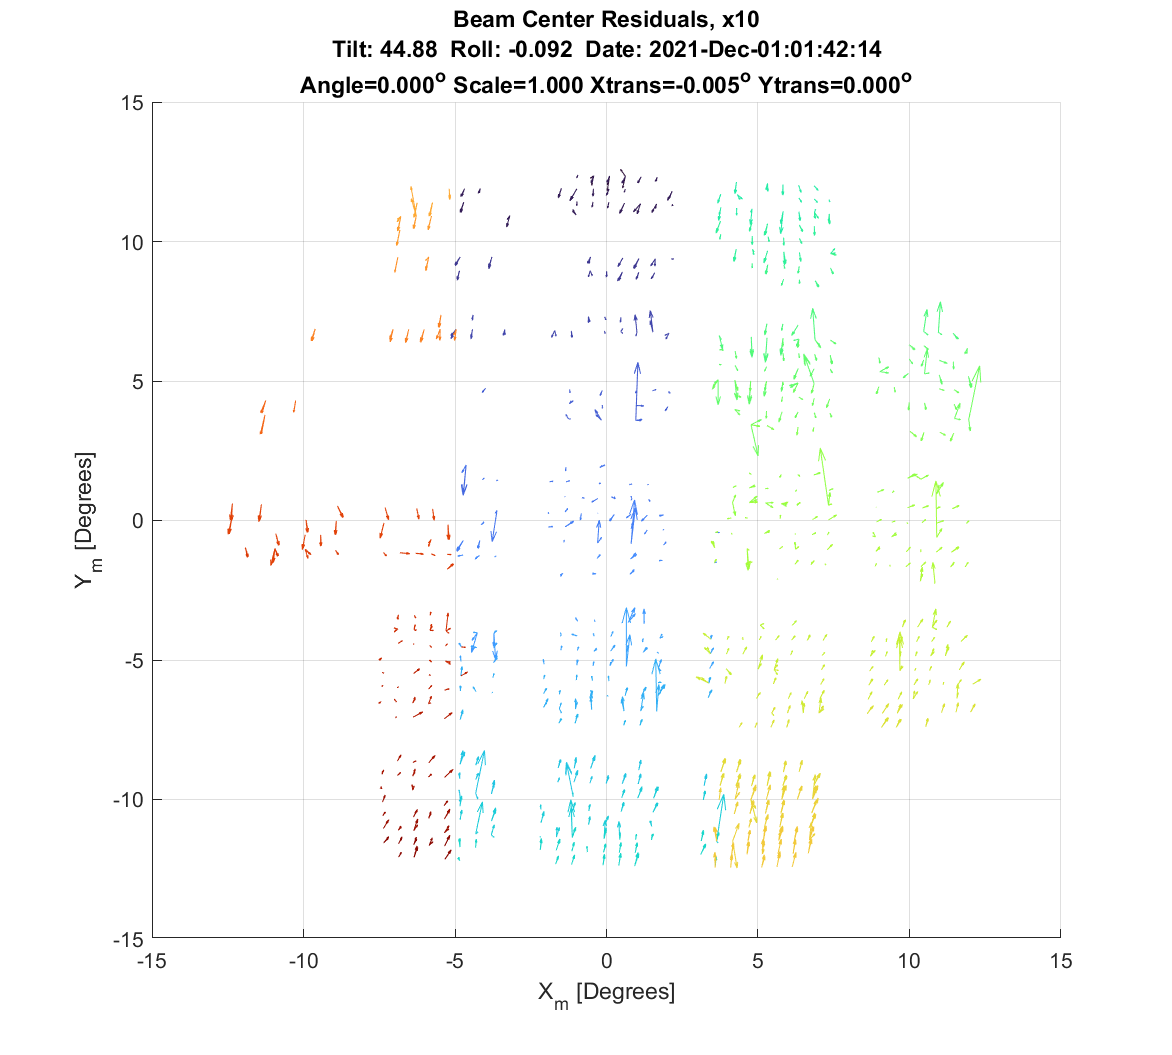 Beam Center Residuals, x10
Tilt: 44.88 Roll: -0.092 Date: 2021-Dec-01:01:42:14
Angle=0.000° Scale=1.000 Xtrans=-0.005° Ytrans=0.000°
15
10
5
0
-5
-10
-15
Y_m [Degrees]
-15 -10 -5 0 5 10 15
X_m [Degrees]